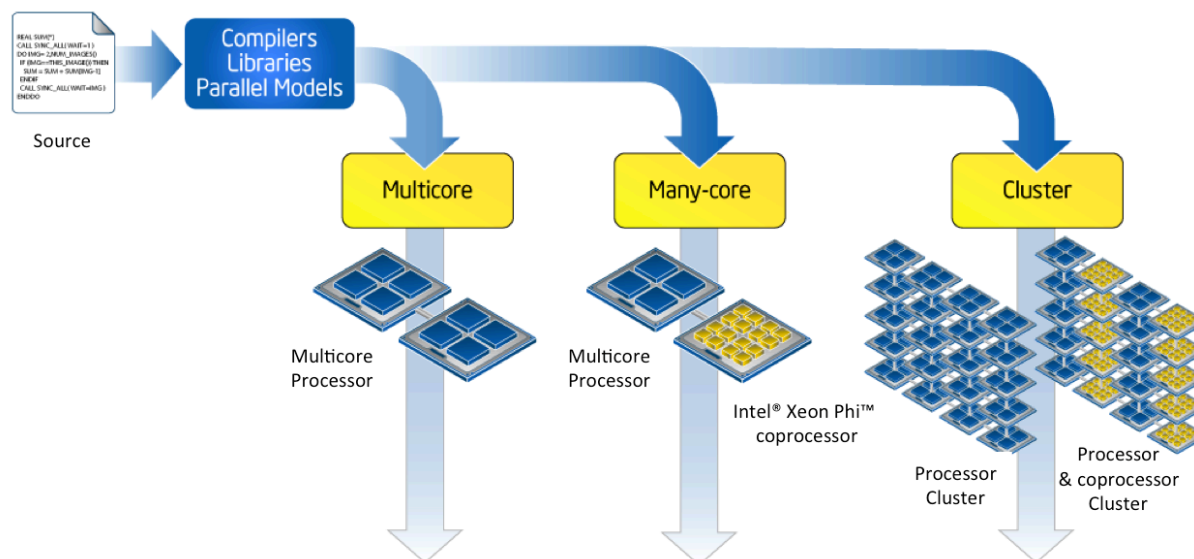 REAL SUM[*]
CALL SYNC_ALL( WAIT=1 )
DO IMG= 2,NUM_IMAGES()
IF (IMG==THIS_IMAGE()) THEN
SUM = SUM + SUM[IMG-1]
ENDIF
CALL SYNC_ALL( WAIT=IMG )
ENDDO
Source
Compilers
Libraries
Parallel Models
Multicore
Many-core
Cluster
Multicore
Processor
Multicore
Processor
Intel® Xeon Phi™
coprocessor
Processor
Cluster
Processor
& coprocessor
Cluster